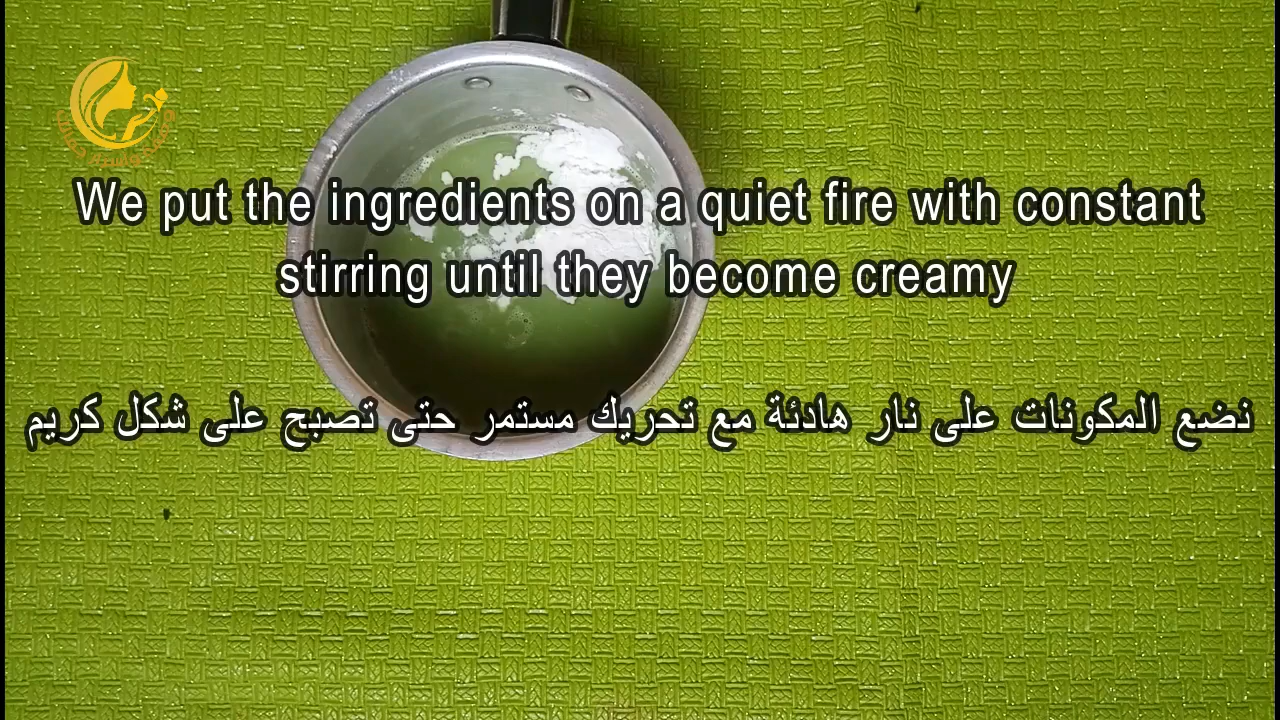 We put the ingredients on a quiet fire with constant
stirring until they become creamy
نضع المكونات على نار هادئة مع تحريك مستمر حتى تصبح على شكل كريم